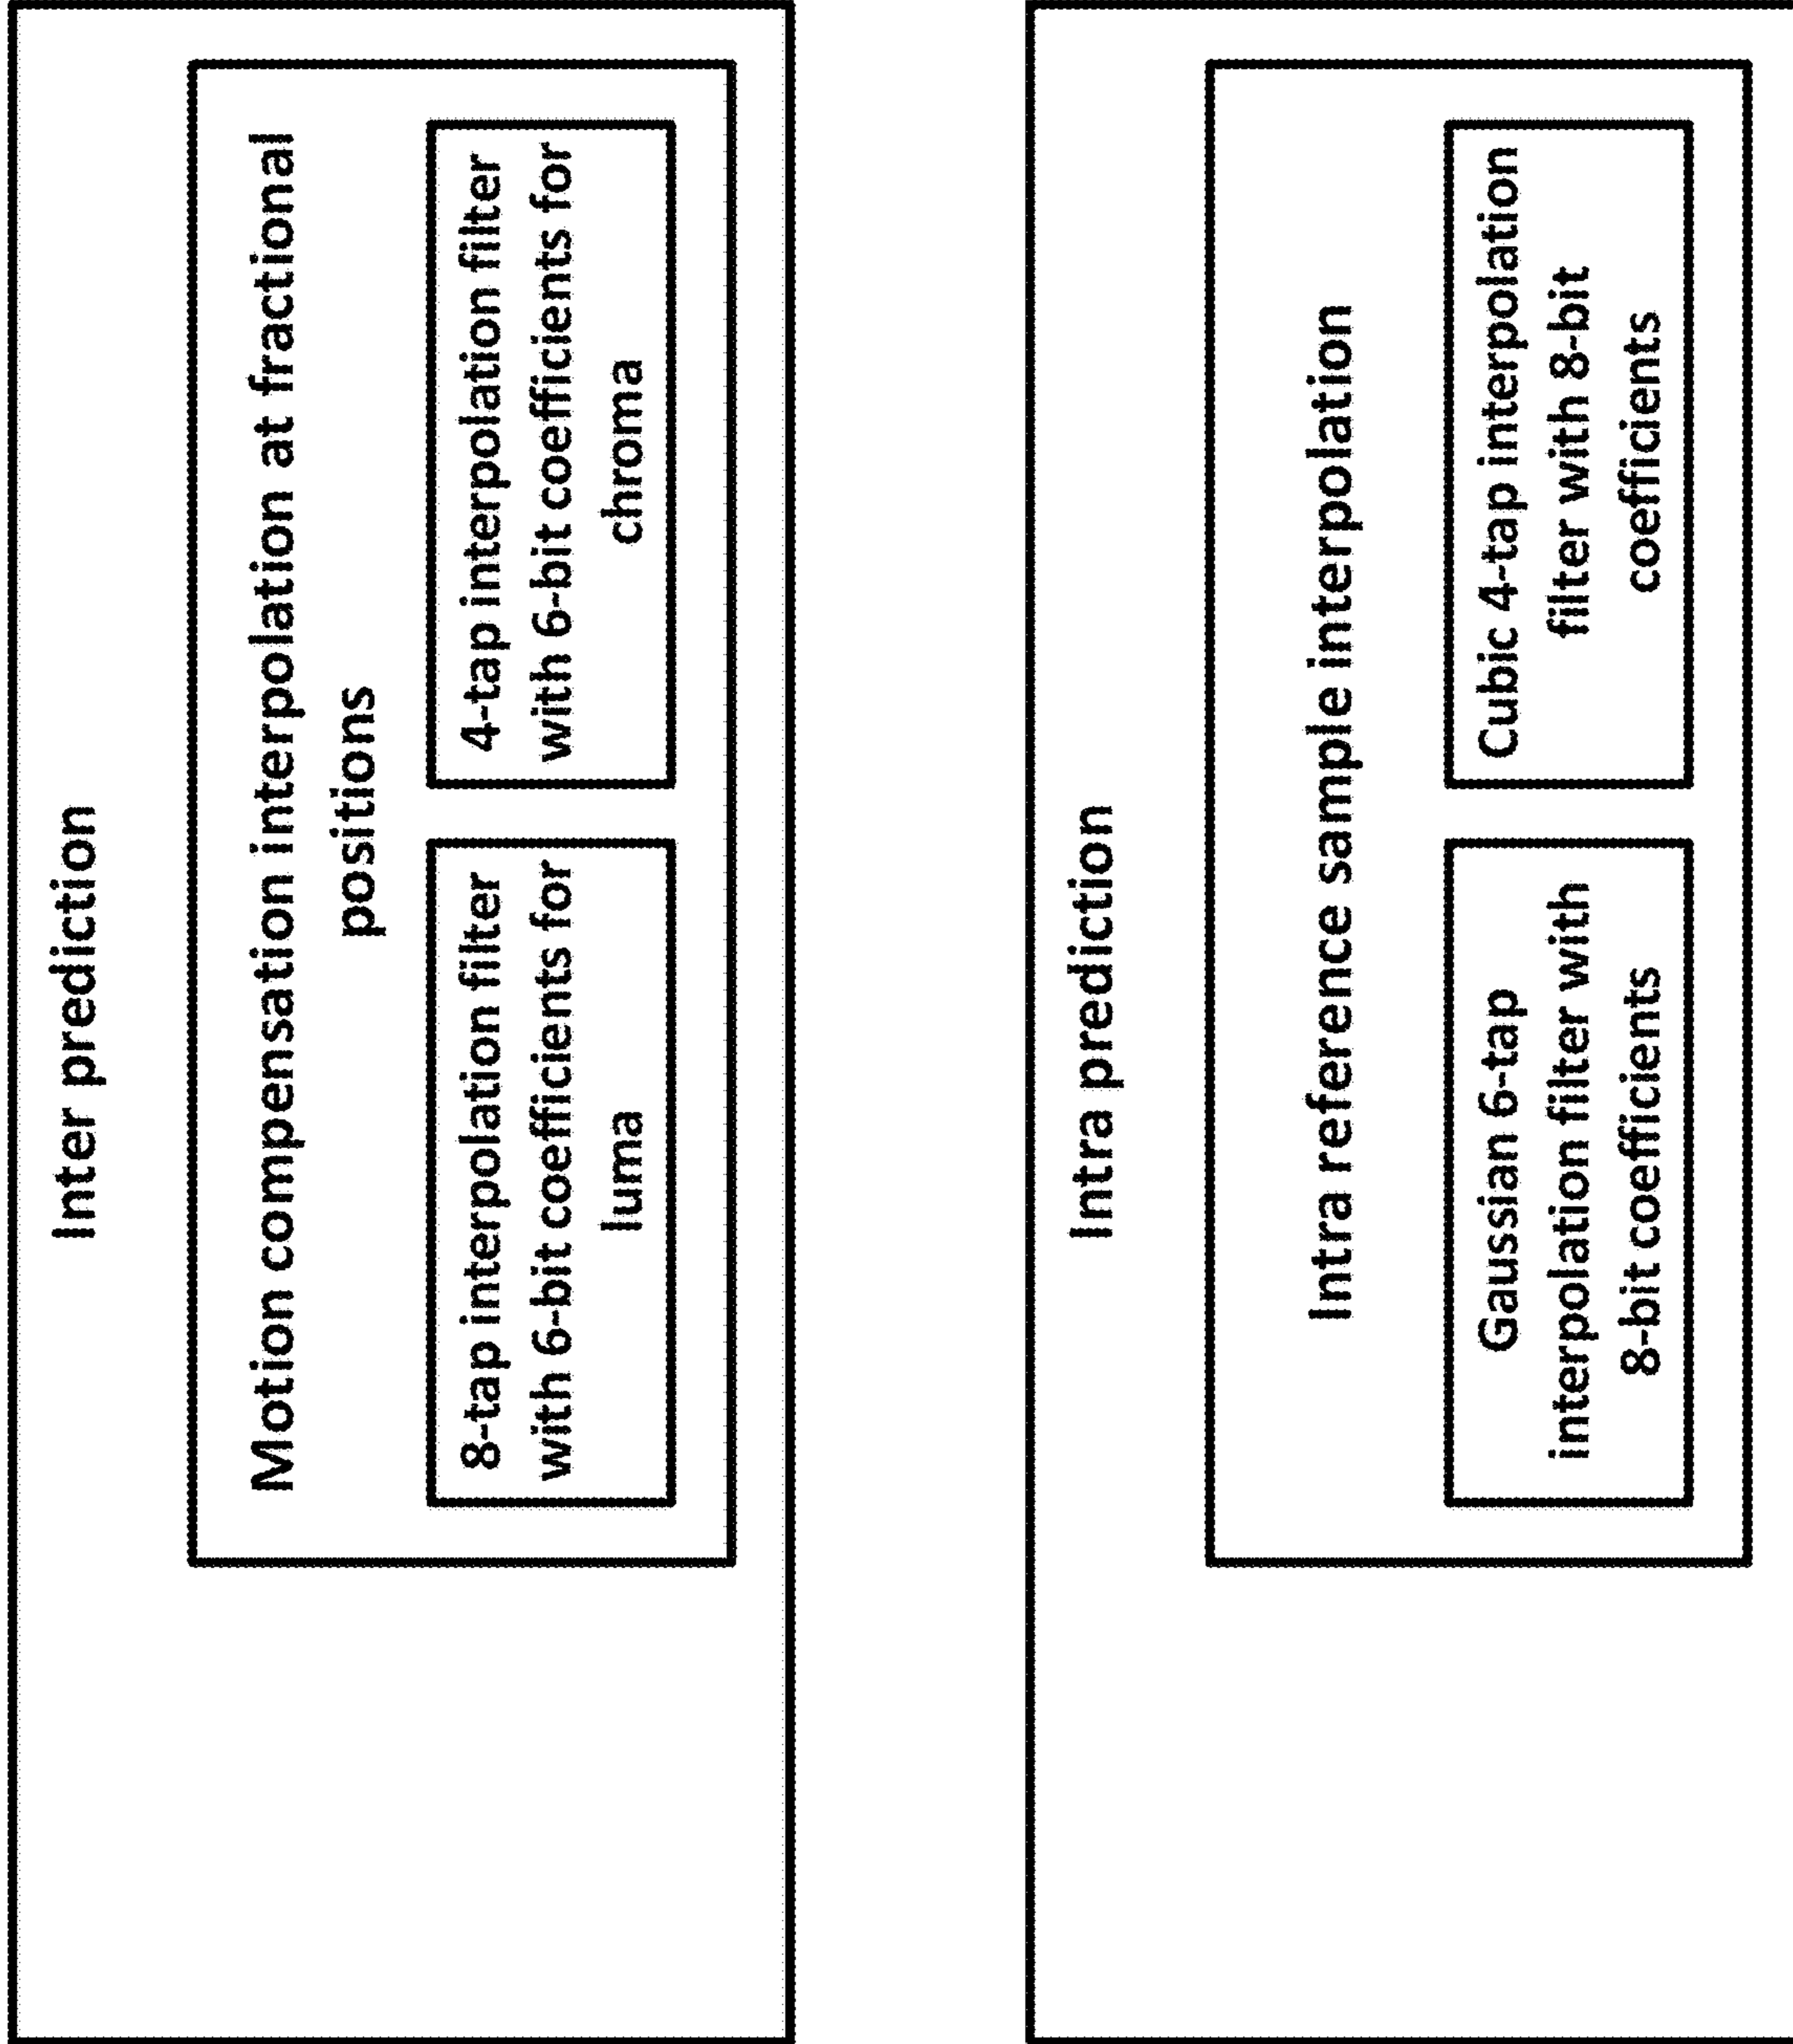 Inter prediction
Motion compensation interpolation at fractional
positions
8-tap interpolation filter
with 6-bit coefficients for
luma
4-tap interpolation filter
with 6-bit coefficients for
chroma
Intra prediction
Intra reference sample interpolation
Gaussian 6-tap
interpolation filter with
8-bit coefficients
Cubic 4-tap interpolation
filter with 8-bit
coefficients